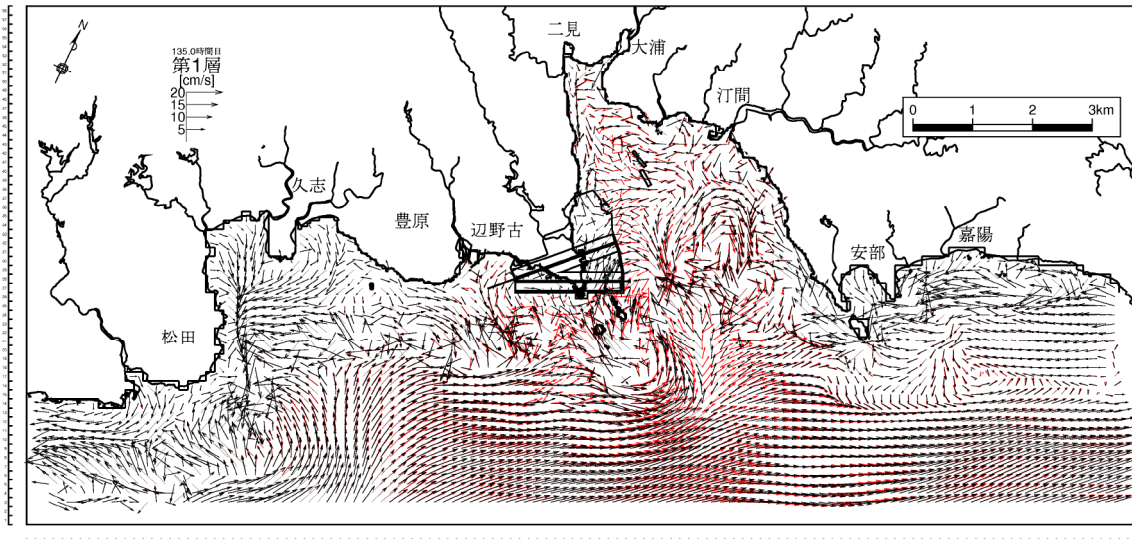 N
135.0時間目
第1層
[cm/s]
20
15
10
5
二見
大浦
汀間
0 1 2 3km
久志
豊原
辺野古
安部
嘉陽
松田